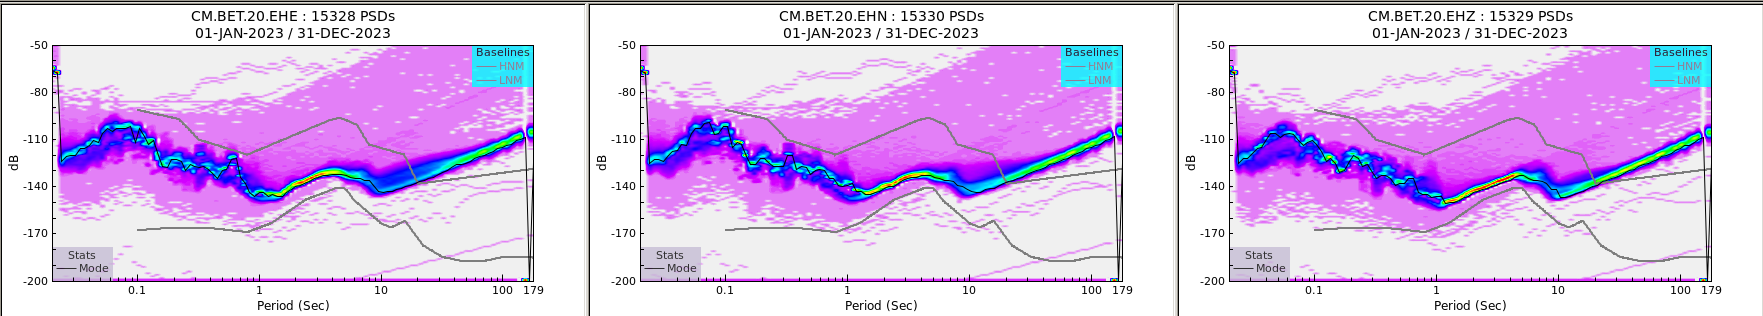 CM.BET.20.EHE : 15328 PSDs
01-JAN-2023 / 31-DEC-2023
-50
-80
-110
-140
-170
-200
dB
Baselines
HNM
LNM
Stats
Mode
0.1 1 10 100 179
Period (Sec)
CM.BET.20.EHN : 15330 PSDs
01-JAN-2023 / 31-DEC-2023
-50
-80
-110
-140
-170
-200
dB
Baselines
HNM
LNM
Stats
Mode
0.1 1 10 100 179
Period (Sec)
CM.BET.20.EHZ : 15329 PSDs
01-JAN-2023 / 31-DEC-2023
-50
-80
-110
-140
-170
-200
dB
Baselines
HNM
LNM
Stats
Mode
0.1 1 10 100 179
Period (Sec)